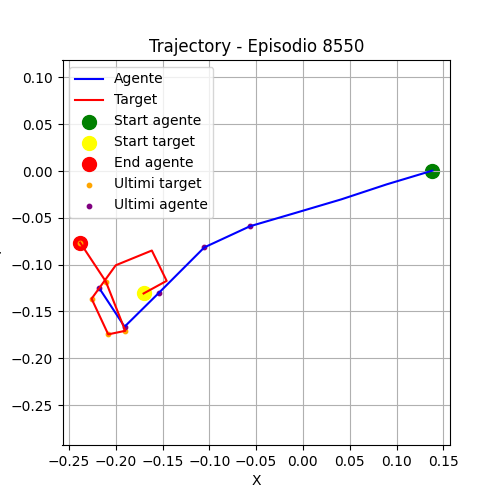 Trajectory - Episodio 8550
Agente
Target
Start agente
Start target
End agente
Ultimi target
Ultimi agente
0.10
0.05
0.00
−0.05
−0.10
−0.15
−0.20
−0.25
−0.25 −0.20 −0.15 −0.10 −0.05 0.00 0.05 0.10 0.15
X